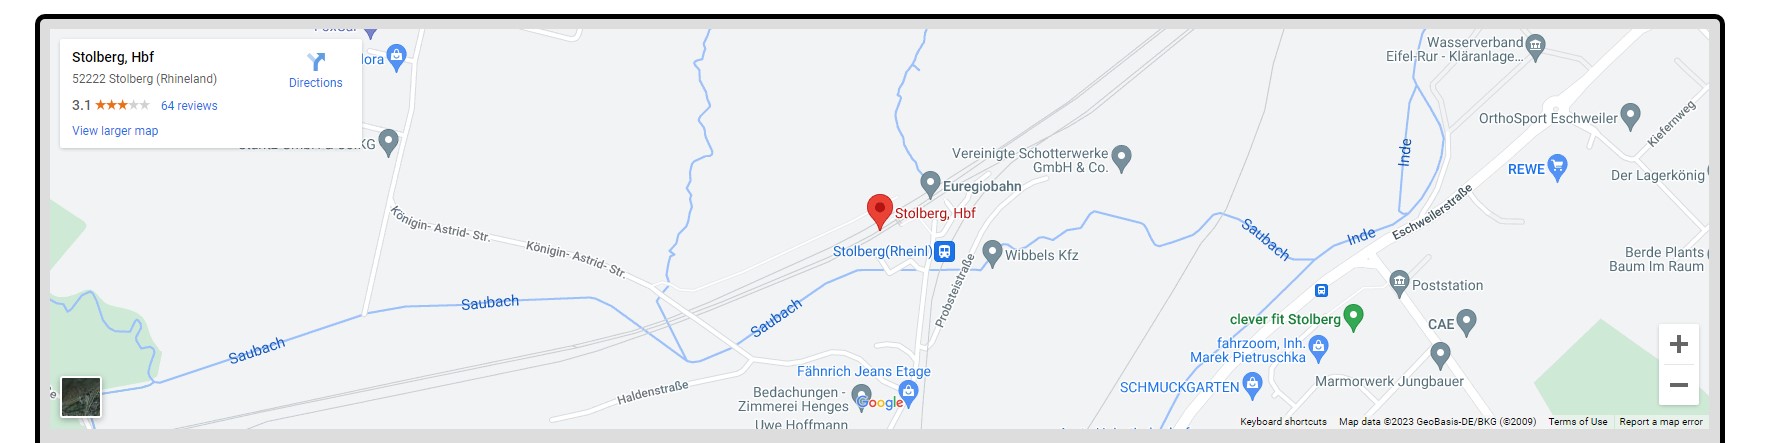 Stolberg, Hbf
52222 Stolberg (Rhineland)
3.1
64 reviews
View larger map
Directions
Wasserverband
Eifel-Rur - Kläranlage...
OrthoSport Eschweiler
Kiefernweg
Inde
REWE
Der Lagerkönig
Vereinigte Schotterwerke
GmbH & Co.
Euregiobahn
Stolberg, Hbf
Königin- Astrid- Str.
Königin- Astrid- Str.
Stolberg(Rheinl)
Wibbels Kfz
Saubach
Inde
Eschweilerstraße
Berde Plants
Baum Im Raum
Poststation
Probsteistraße
Saubach
Saubach
Saubach
clever fit Stolberg
CAE
fahrzoom, Inh.
Marek Pietruschka
Fähnrich Jeans Etage
Haldenstraße
Bedachungen -
Zimmerei Henges
Google
SCHMUCKGARTEN
Marmorwerk Jungbauer
Uwe Hoffmann
Keyboard shortcuts
Map data ©2023 GeoBasis-DE/BKG (©2009)
Terms of Use
Report a map error